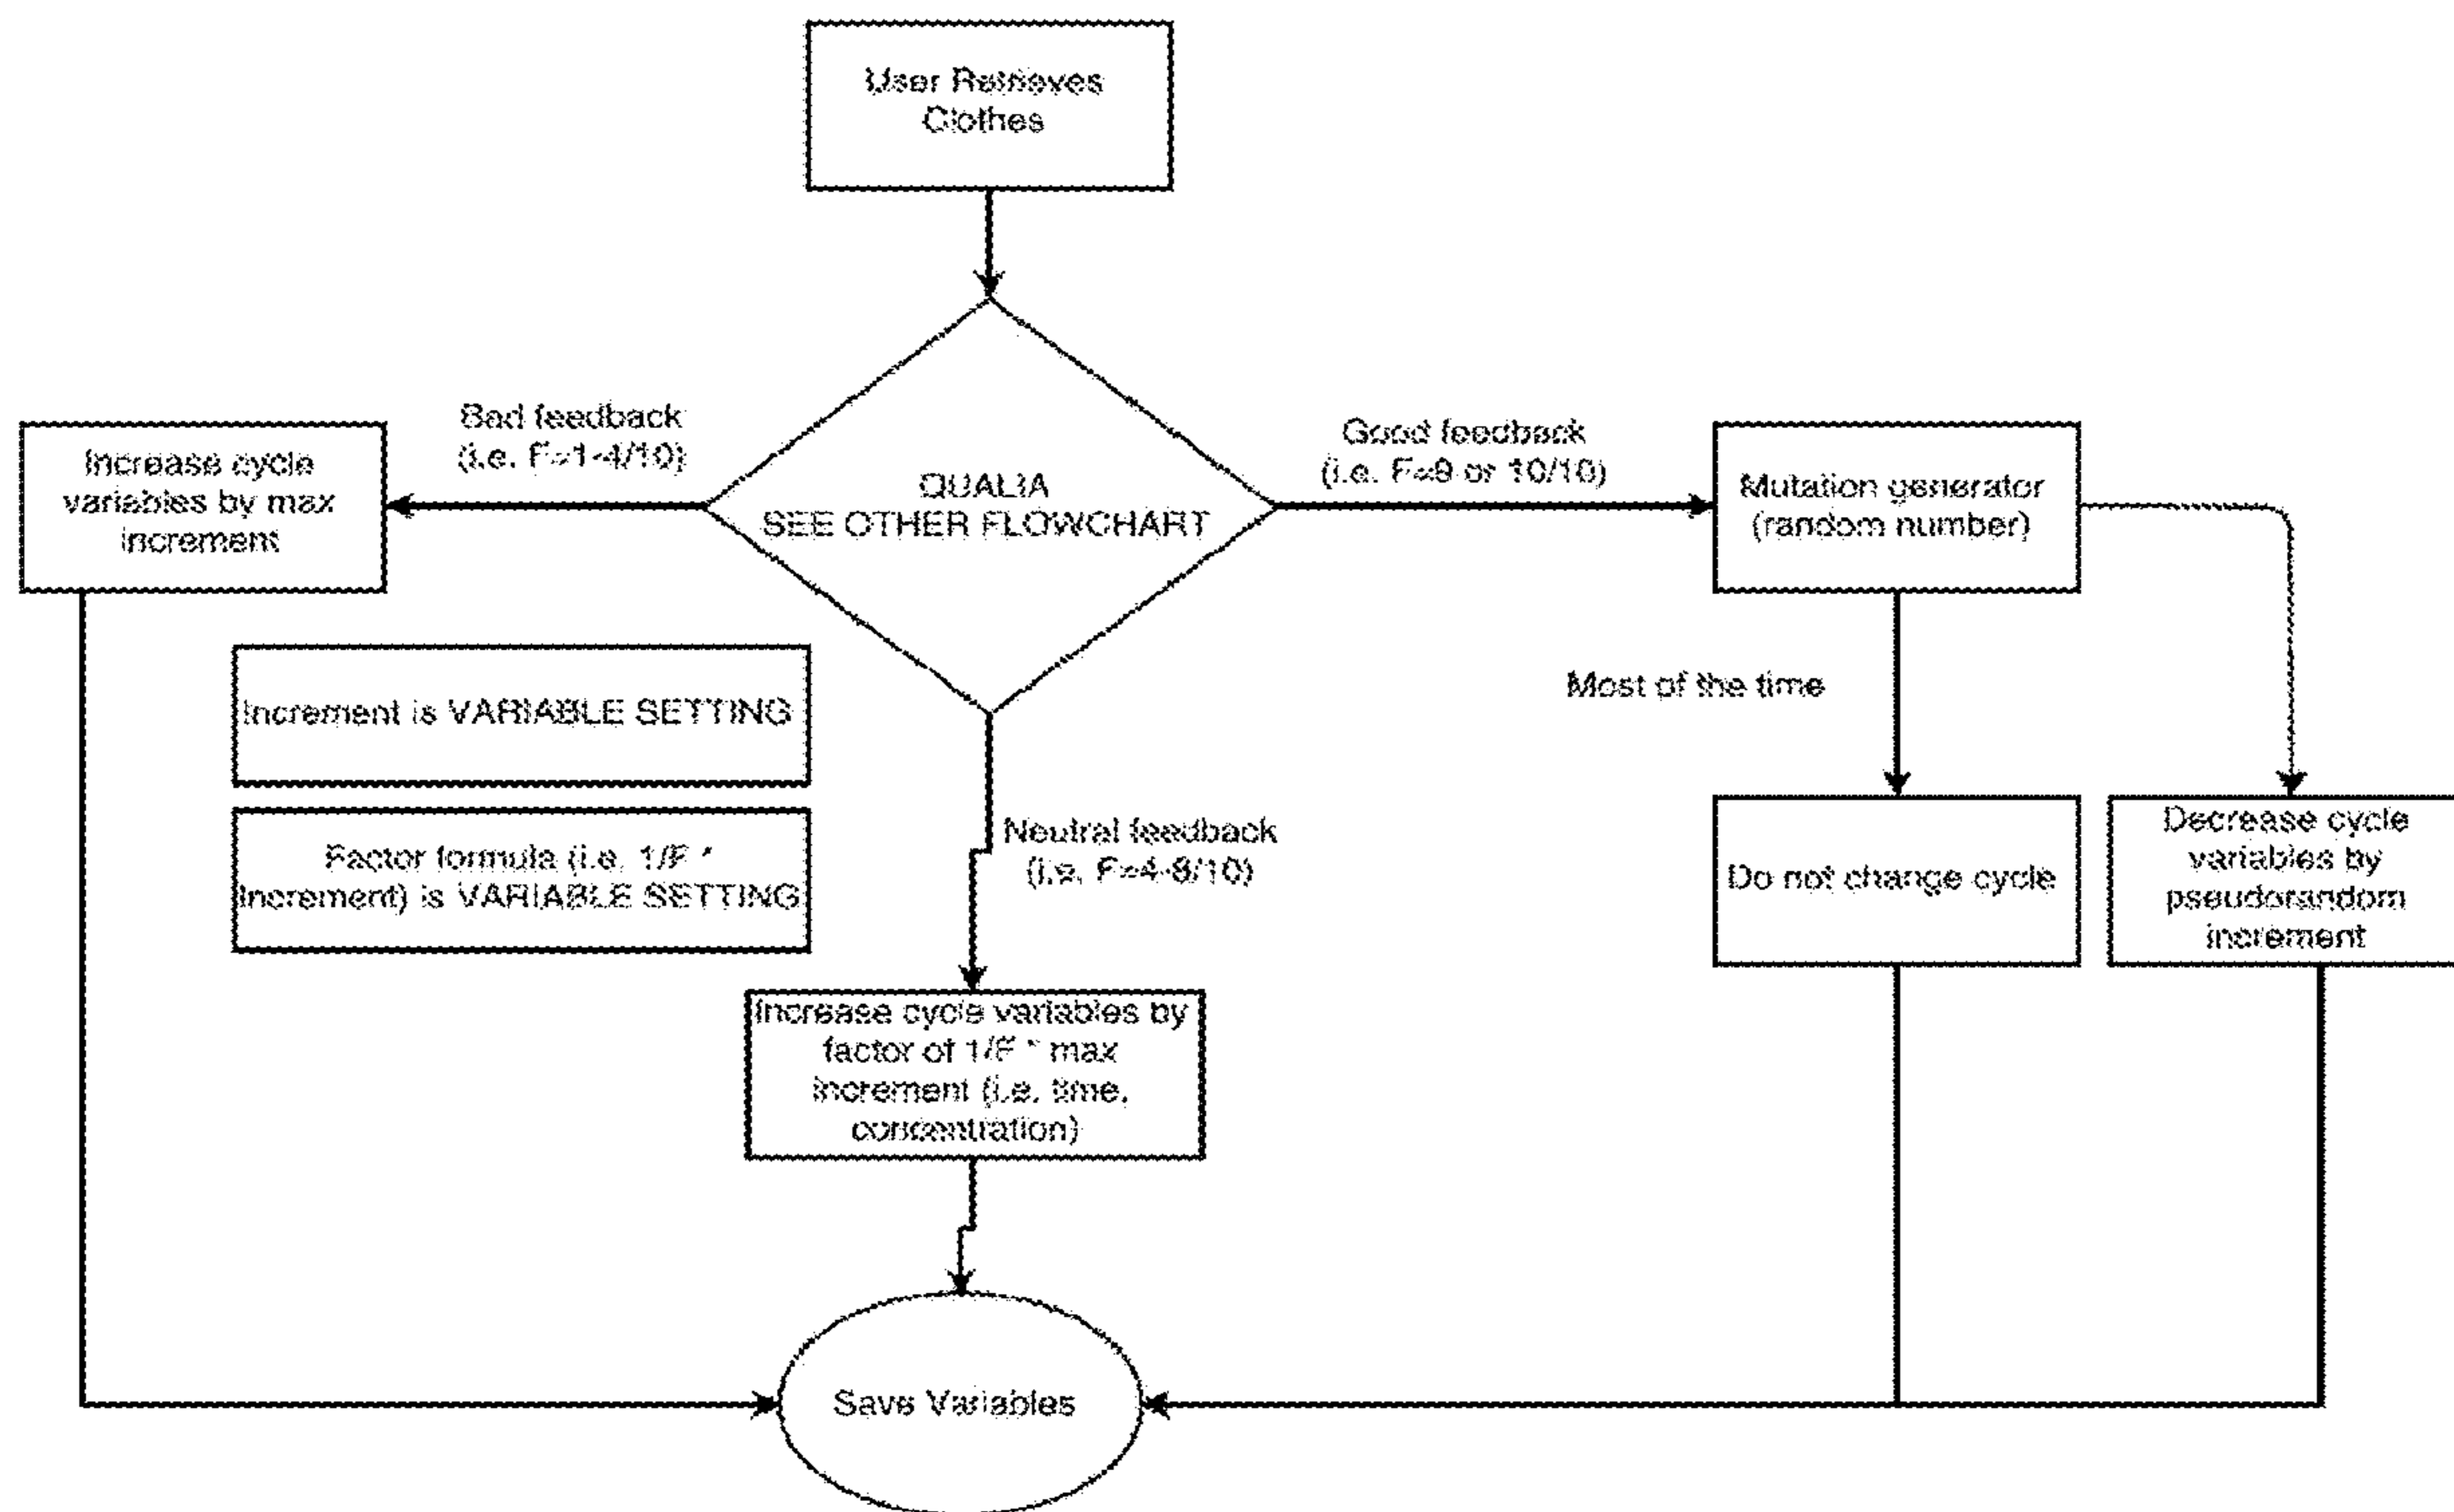 User Retrieves
Clothes
Bad feedback
(i.e. F=1-4/10)
Good feedback
(i.e. F=9 or 10/10)
Increase cycle
variables by max
increment
QUALIA
SEE OTHER FLOWCHART
Mutation generator
(random number)
Increment is VARIABLE SETTING
Most of the time
Factor formula (i.e. 1/F *
Increment) is VARIABLE SETTING
Neutral feedback
(i.e. F=4-8/10)
Do not change cycle
Decrease cycle
variables by
pseudorandom
increment
Increase cycle variables by
factor of 1/F * max
increment (i.e. time,
concentration)
Save Variables